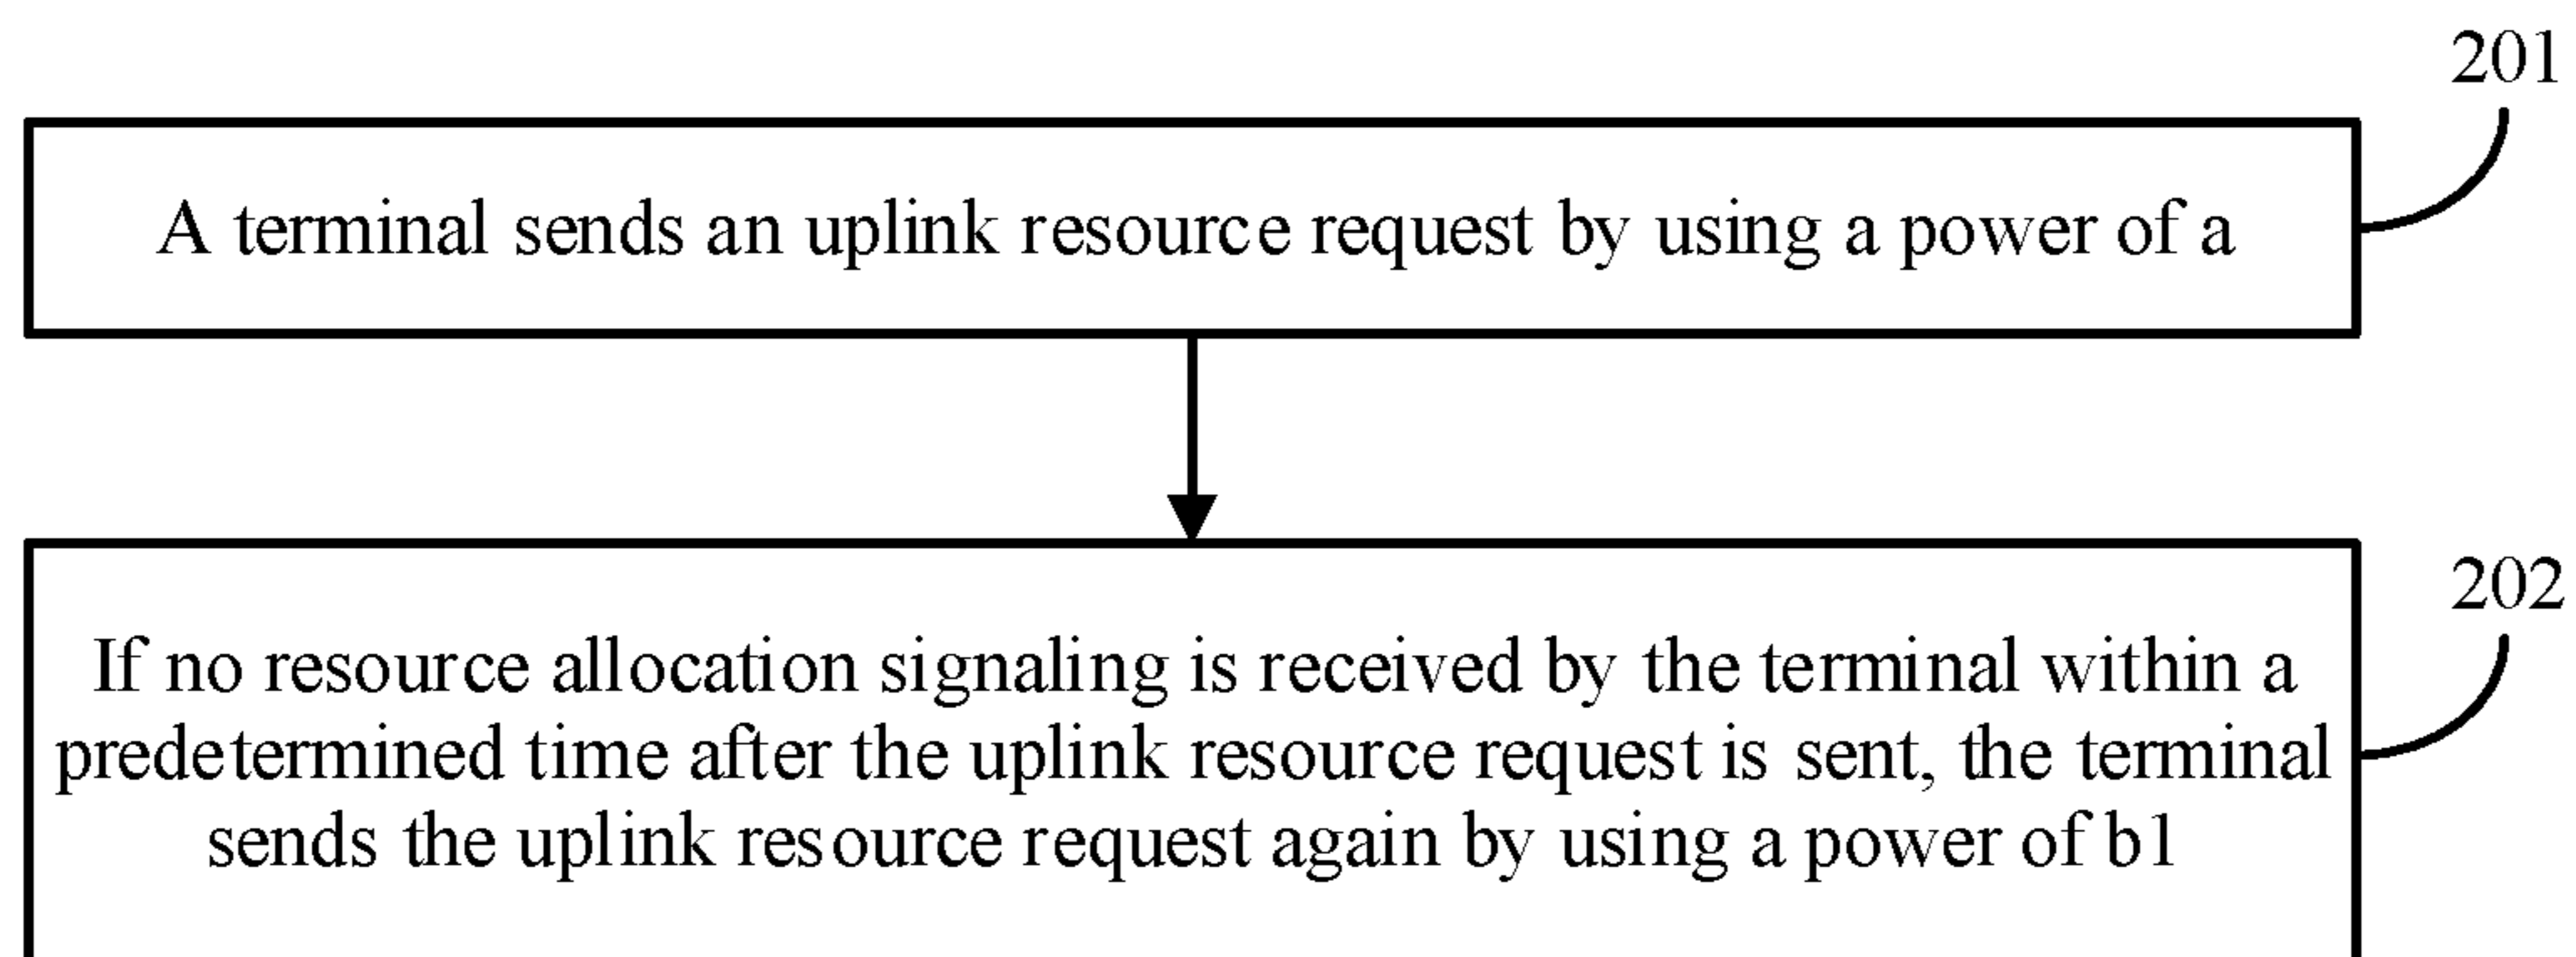 201
A terminal sends an uplink resource request by using a power of a
202
If no resource allocation signaling is received by the terminal within a
predetermined time after the uplink resource request is sent, the terminal
sends the uplink resource request again by using a power of b1